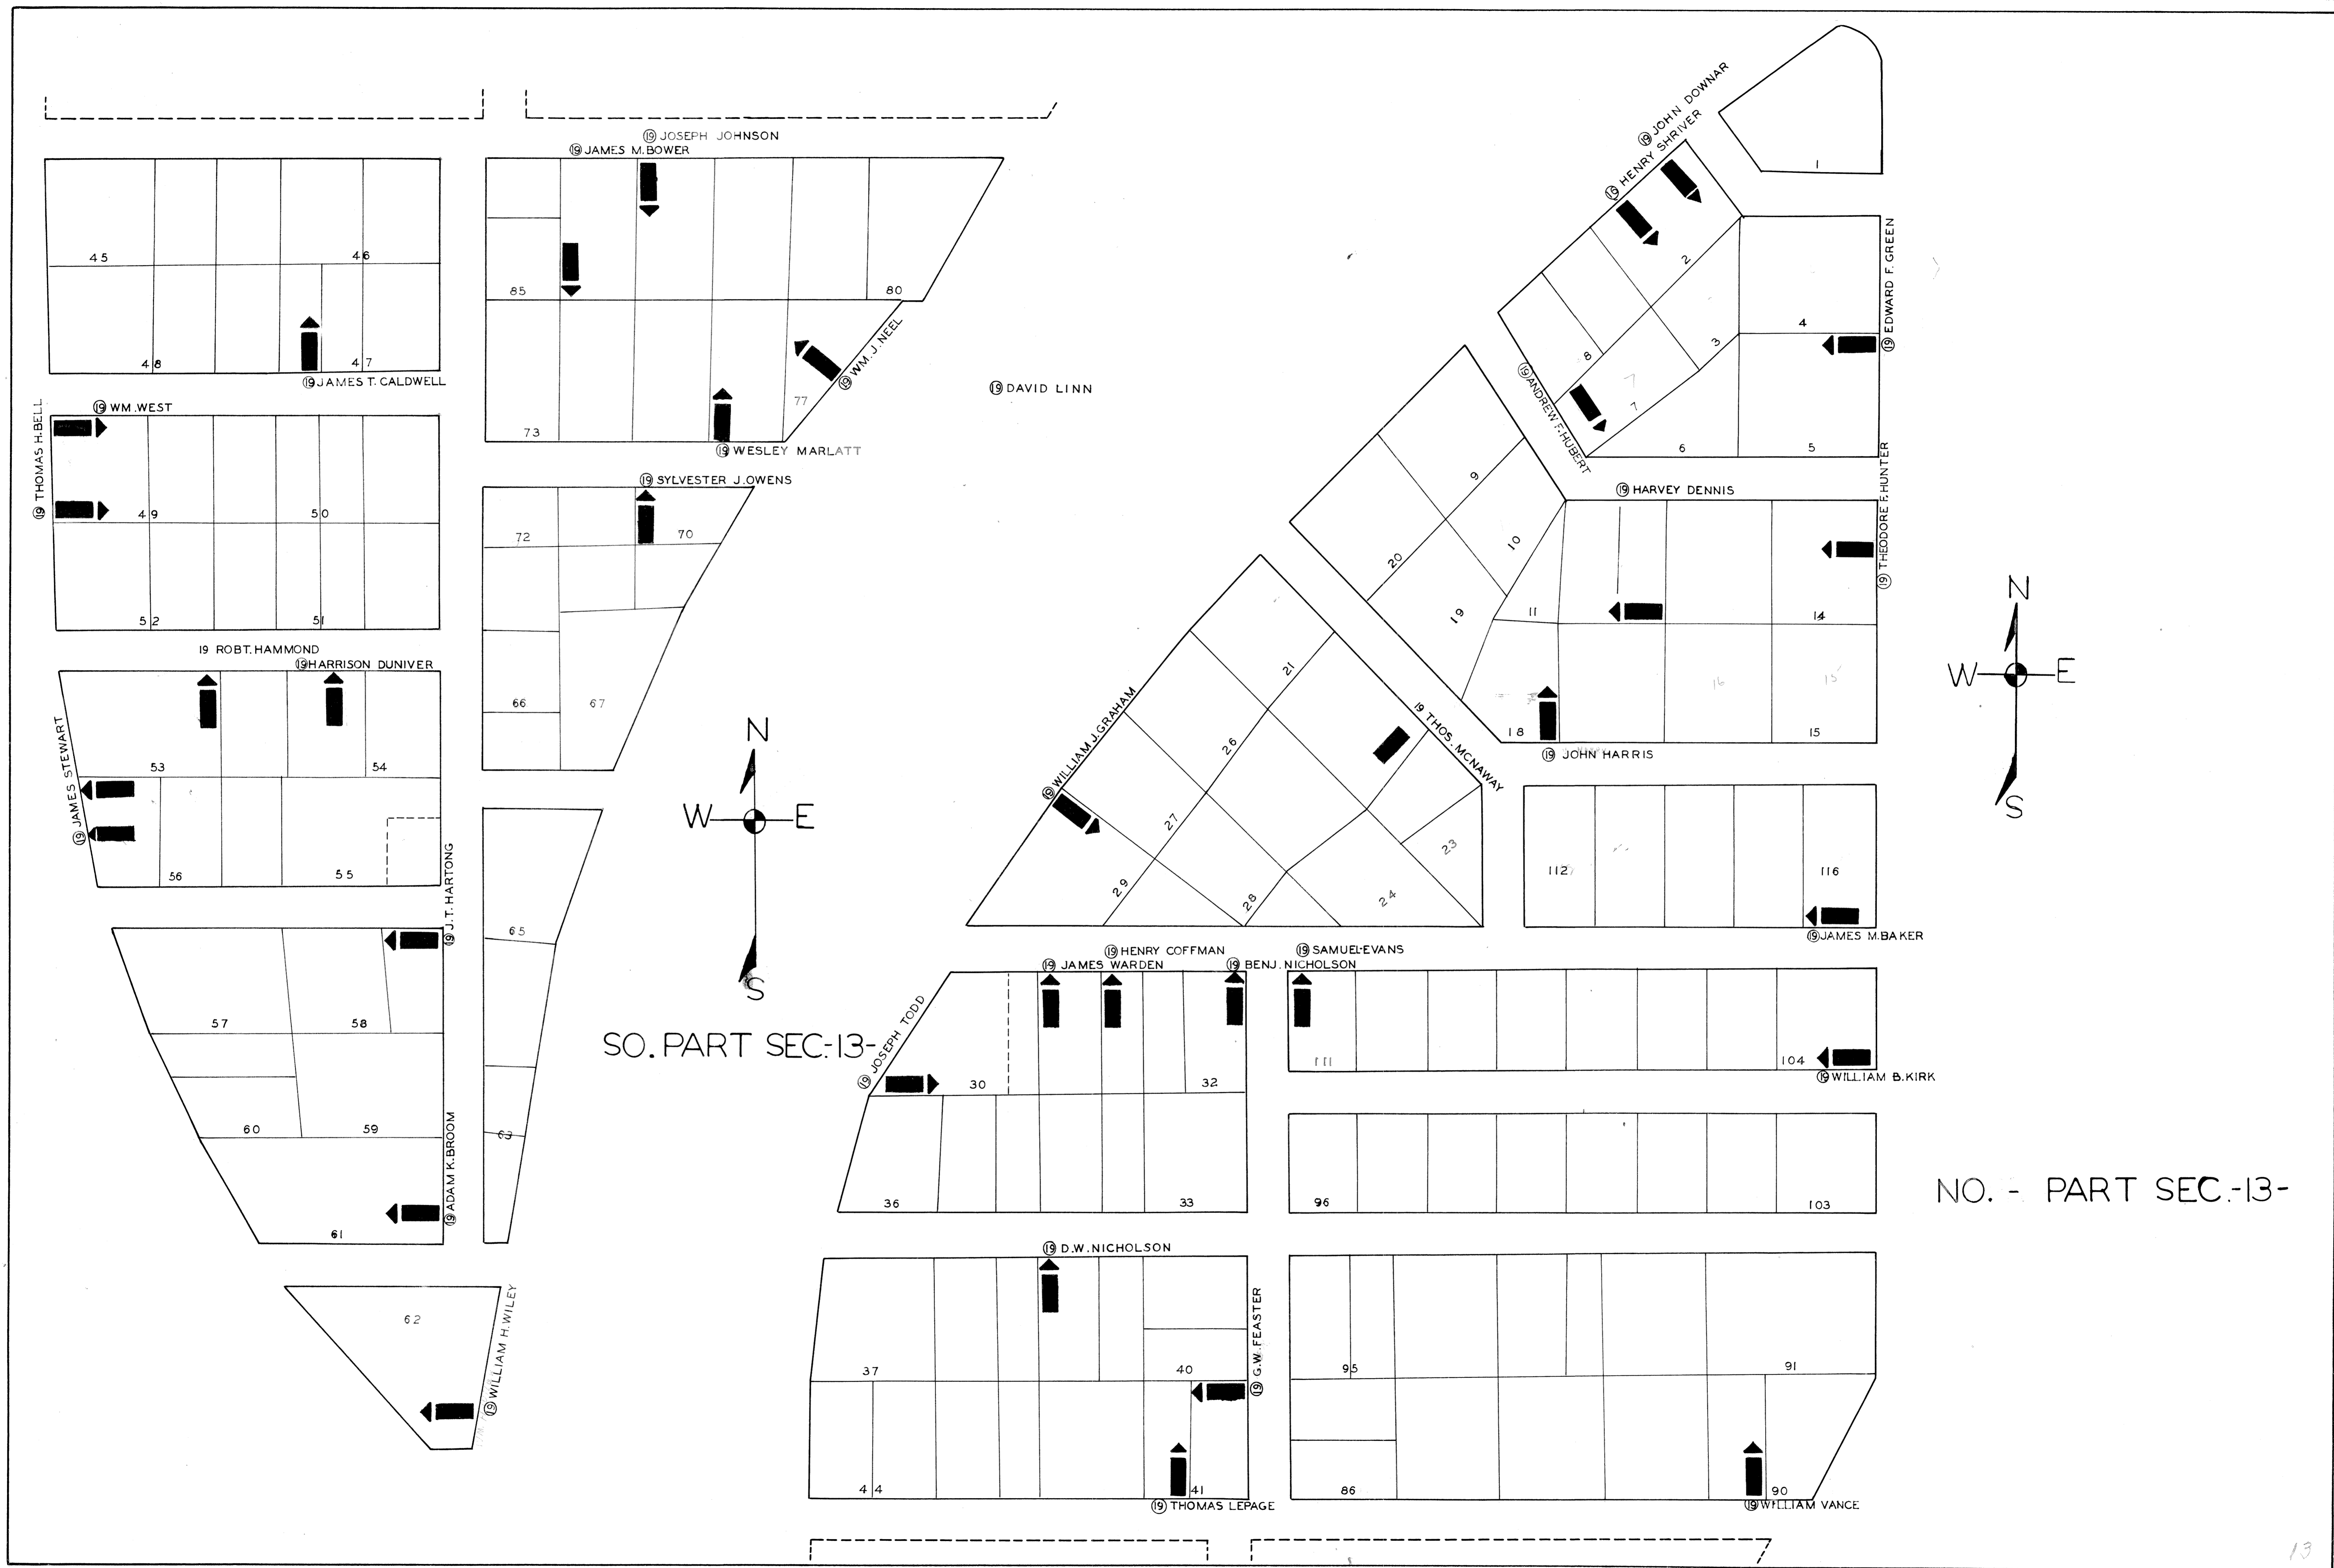 ⑲ JOSEPH JOHNSON
⑲ JAMES M. BOWER
45
46
48
47
⑲ JAMES T. CALDWELL
85
80
73
77
⑲ WM. J. NEEL
⑲ WESLEY MARLATT
⑲ DAVID LINN
⑲ THOMAS H. BELL
⑲ WM. WEST
49
50
52
51
⑲ SYLVESTER J. OWENS
72
70
66
67
19 ROBT. HAMMOND
⑲ HARRISON DUNIVER
⑲ JAMES STEWART
53
54
56
55
⑲ J. T. HARTONG
57
58
60
59
61
⑲ ADAM K. BROOM
65
63
62
⑲ WILLIAM H. WILEY
N
W
E
S
SO. PART SEC.-13-
⑲ JOHN DOWNAR
⑲ HENRY SHRIVER
1
2
3
4
8
7
7
6
5
⑲ EDWARD F. GREEN
⑲ ANDREW F. HUBERT
⑲ HARVEY DENNIS
⑲ THEODORE F. HUNTER
9
10
20
19
11
14
16
15
18
15
⑲ JOHN HARRIS
N
W
E
S
⑲ WILLIAM J. GRAHAM
19 THOS. MCNAWAY
21
26
27
29
28
23
24
112
116
⑲ JAMES M. BAKER
⑲ HENRY COFFMAN
⑲ SAMUEL EVANS
⑲ JAMES WARDEN
⑲ BENJ. NICHOLSON
⑲ JOSEPH TODD
30
32
36
33
111
104
⑲ WILLIAM B. KIRK
96
103
NO. - PART SEC.-13-
⑲ D.W. NICHOLSON
37
40
44
41
⑲ G.W. FEASTER
⑲ THOMAS LEPAGE
95
91
86
90
⑲ WILLIAM VANCE
13